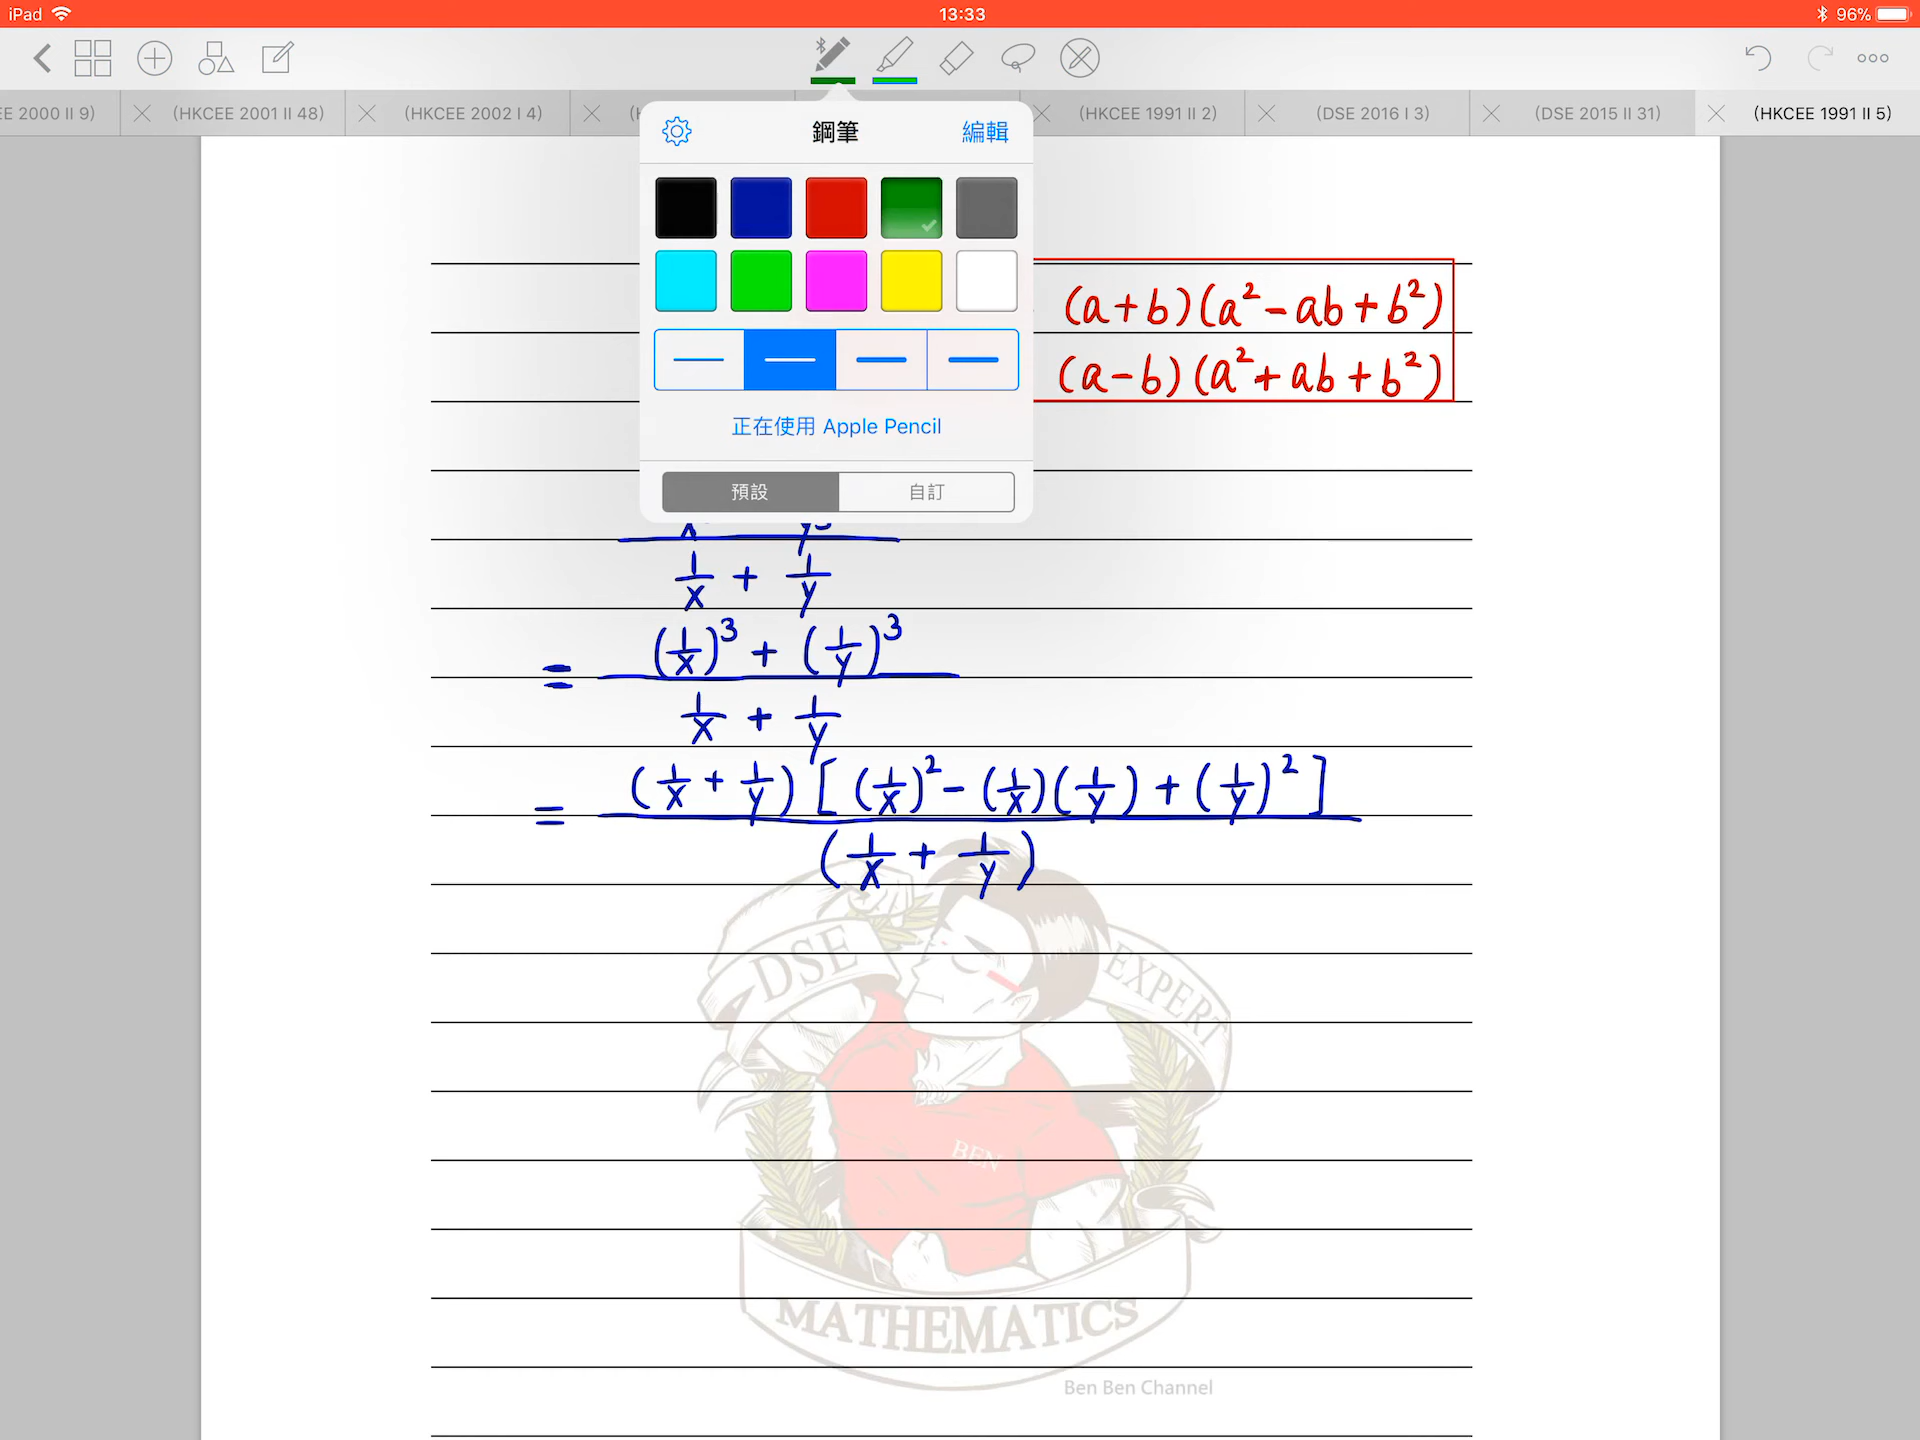 iPad 13:33 96%
E 2000 II 9) (HKCEE 2001 II 48) (HKCEE 2002 I 4) (H (HKCEE 1991 II 2) (DSE 2016 I 3) (DSE 2015 II 31) (HKCEE 1991 II 5)
鋼筆 編輯
(a+b)(a²-ab+b²)
(a-b)(a²+ab+b²)
正在使用 Apple Pencil
預設 自訂
1/x + 1/y
= ((1/x)³ + (1/y)³)/(1/x + 1/y)
= ((1/x + 1/y)[(1/x)² - (1/x)(1/y) + (1/y)²])/(1/x + 1/y)
DSE EXPERT
BEN
MATHEMATICS
Ben Ben Channel